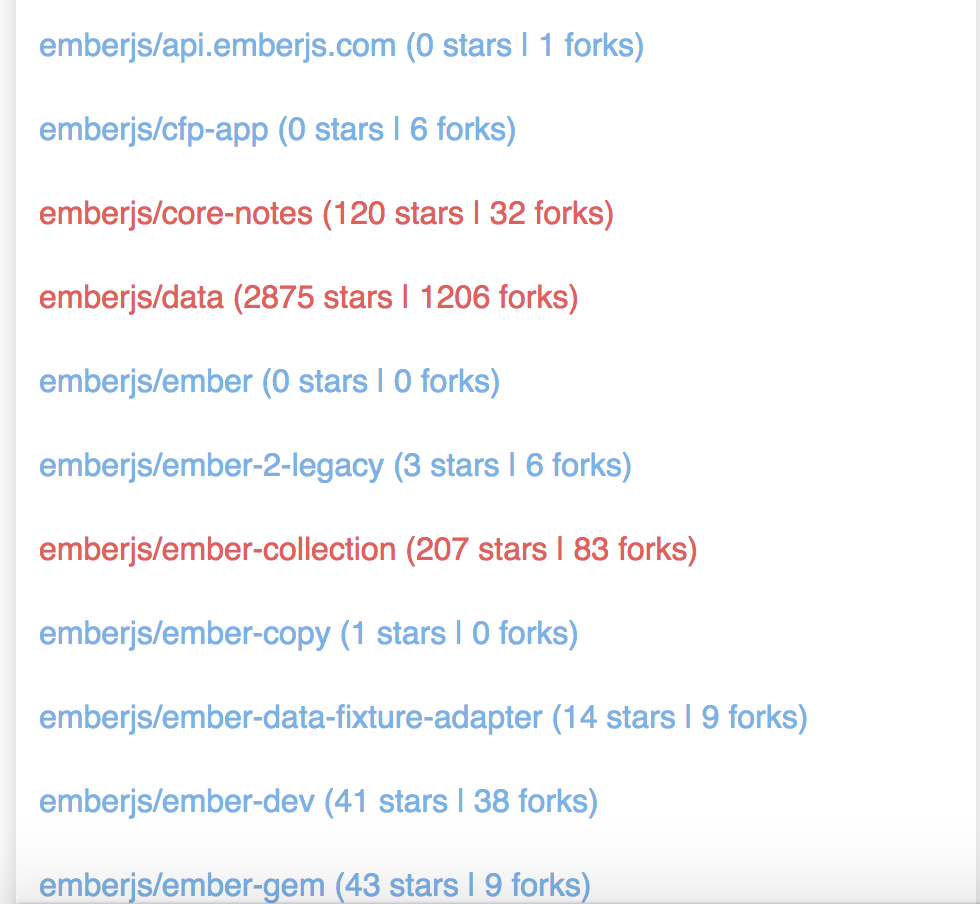 emberjs/api.emberjs.com (0 stars | 1 forks)
emberjs/cfp-app (0 stars | 6 forks)
emberjs/core-notes (120 stars | 32 forks)
emberjs/data (2875 stars | 1206 forks)
emberjs/ember (0 stars | 0 forks)
emberjs/ember-2-legacy (3 stars | 6 forks)
emberjs/ember-collection (207 stars | 83 forks)
emberjs/ember-copy (1 stars | 0 forks)
emberjs/ember-data-fixture-adapter (14 stars | 9 forks)
emberjs/ember-dev (41 stars | 38 forks)
emberjs/ember-gem (43 stars | 9 forks)